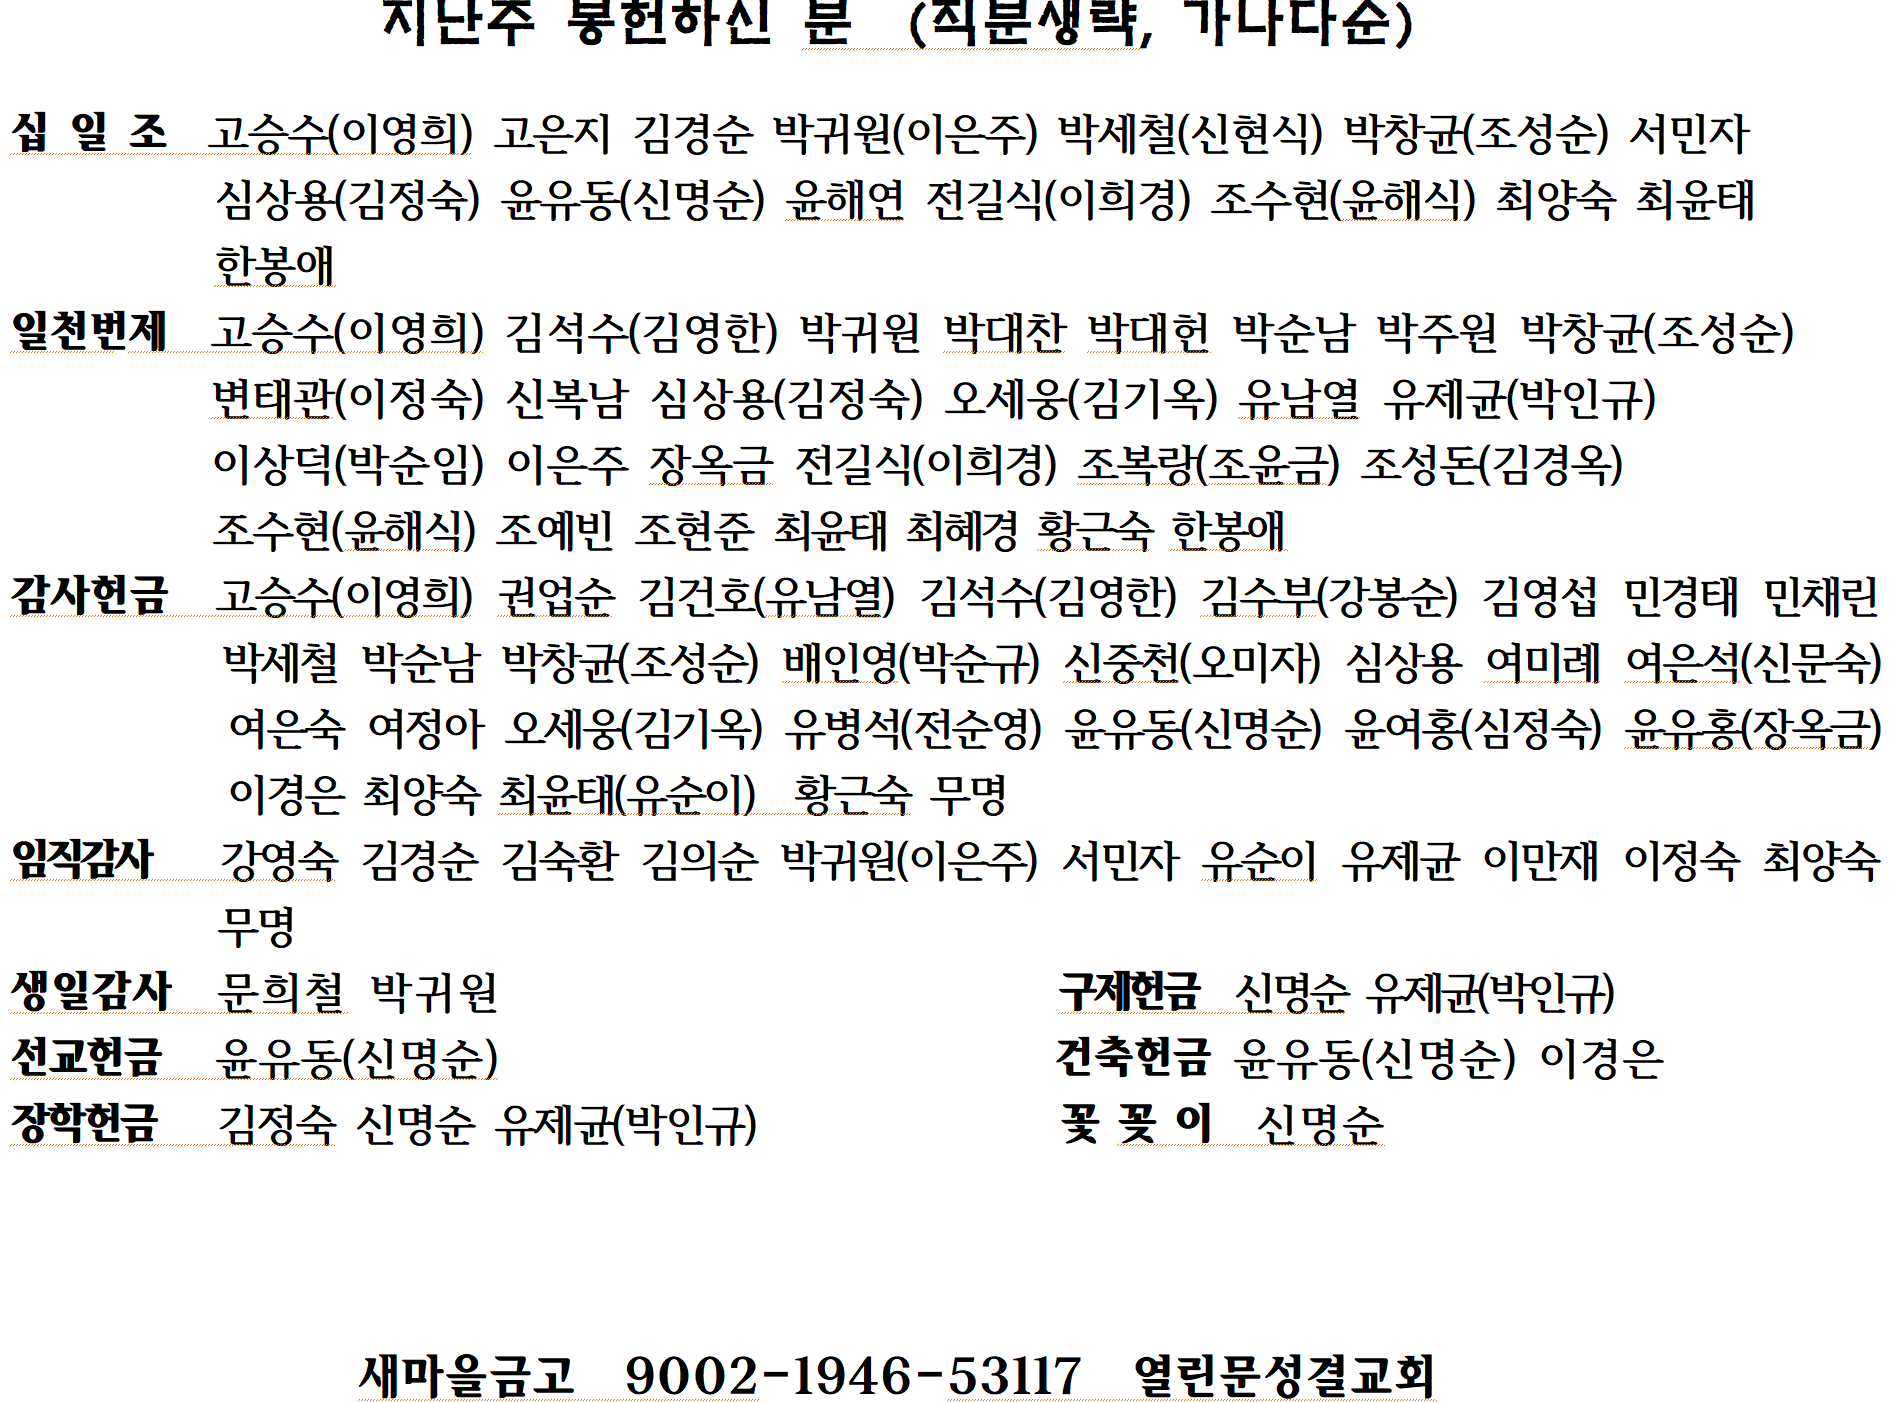 지난주 봉헌하신 분 (직분생략, 가나다순)
십 일 조 고승수(이영희) 고은지 김경순 박귀원(이은주) 박세철(신현식) 박창균(조성순) 서민자
심상용(김정숙) 윤유동(신명순) 윤해연 전길식(이희경) 조수현(윤해식) 최양숙 최윤태
한봉애
일천번제 고승수(이영희) 김석수(김영한) 박귀원 박대찬 박대헌 박순남 박주원 박창균(조성순)
변태관(이정숙) 신복남 심상용(김정숙) 오세웅(김기옥) 유남열 유제균(박인규)
이상덕(박순임) 이은주 장옥금 전길식(이희경) 조복랑(조윤금) 조성돈(김경옥)
조수현(윤해식) 조예빈 조현준 최윤태 최혜경 황근숙 한봉애
감사헌금 고승수(이영희) 권업순 김건호(유남열) 김석수(김영한) 김수부(강봉순) 김영섭 민경태 민채린
박세철 박순남 박창균(조성순) 배인영(박순규) 신중천(오미자) 심상용 여미례 여은석(신문숙)
여은숙 여정아 오세웅(김기옥) 유병석(전순영) 윤유동(신명순) 윤여홍(심정숙) 윤유홍(장옥금)
이경은 최양숙 최윤태(유순이) 황근숙 무명
임직감사 강영숙 김경순 김숙환 김의순 박귀원(이은주) 서민자 유순이 유제균 이만재 이정숙 최양숙
무명
생일감사 문희철 박귀원 구제헌금 신명순 유제균(박인규)
선교헌금 윤유동(신명순) 건축헌금 윤유동(신명순) 이경은
장학헌금 김정숙 신명순 유제균(박인규) 꽃 꽂 이 신명순
새마을금고 9002-1946-53117 열린문성결교회